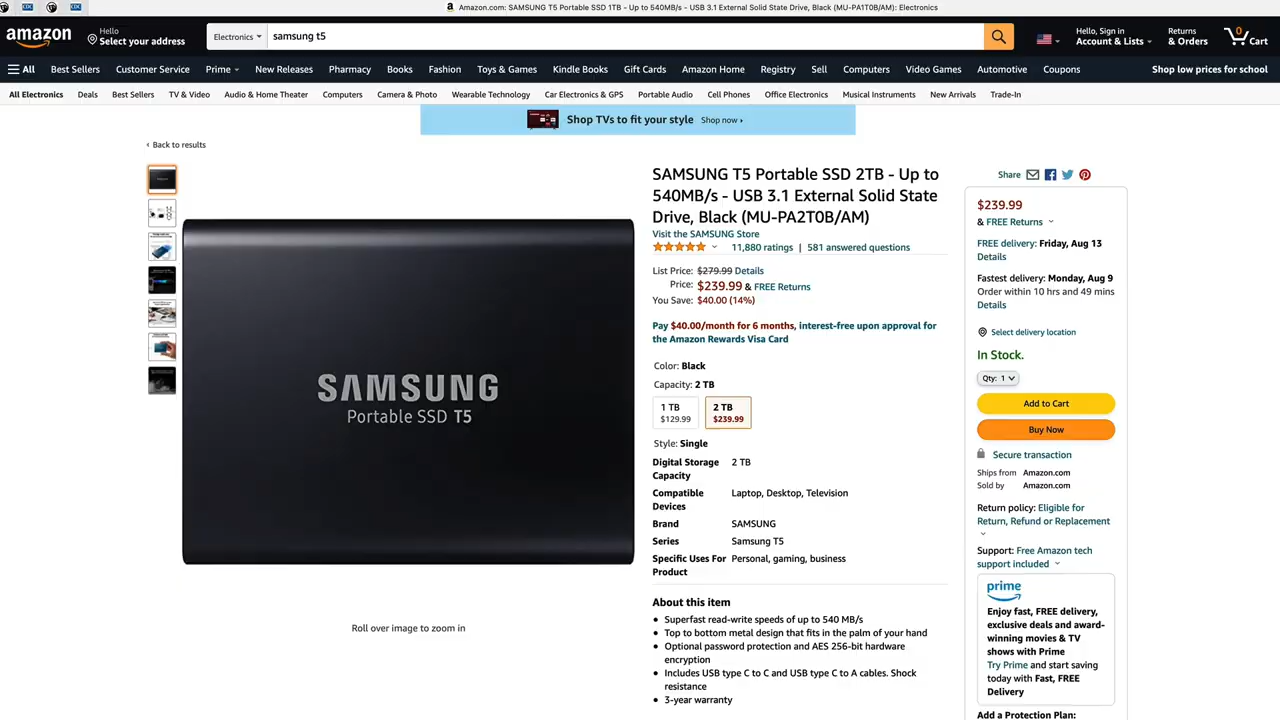 Amazon.com: SAMSUNG T5 Portable SSD 1TB - Up to 540MB/s - USB 3.1 External Solid State Drive, Black (MU-PA1T0B/AM): Electronics
amazon
Hello
Select your address
Electronics
samsung t5
Hello, Sign in
Account & Lists
Returns
& Orders
0
Cart
All
Best Sellers
Customer Service
Prime
New Releases
Pharmacy
Books
Fashion
Toys & Games
Kindle Books
Gift Cards
Amazon Home
Registry
Sell
Computers
Video Games
Automotive
Coupons
Shop low prices for school
All Electronics
Deals
Best Sellers
TV & Video
Audio & Home Theater
Computers
Camera & Photo
Wearable Technology
Car Electronics & GPS
Portable Audio
Cell Phones
Office Electronics
Musical Instruments
New Arrivals
Trade-In
Shop TVs to fit your style Shop now ›
‹ Back to results
SAMSUNG
Portable SSD T5
Roll over image to zoom in
SAMSUNG T5 Portable SSD 2TB - Up to
540MB/s - USB 3.1 External Solid State
Drive, Black (MU-PA2T0B/AM)
Visit the SAMSUNG Store
11,880 ratings | 581 answered questions
List Price: $279.99 Details
Price: $239.99 & FREE Returns
You Save: $40.00 (14%)
Pay $40.00/month for 6 months, interest-free upon approval for
the Amazon Rewards Visa Card
Color: Black
Capacity: 2 TB
1 TB
$129.99
2 TB
$239.99
Style: Single
Digital Storage 2 TB
Capacity
Compatible Laptop, Desktop, Television
Devices
Brand SAMSUNG
Series Samsung T5
Specific Uses For Personal, gaming, business
Product
About this item
• Superfast read-write speeds of up to 540 MB/s
• Top to bottom metal design that fits in the palm of your hand
• Optional password protection and AES 256-bit hardware
encryption
• Includes USB type C to C and USB type C to A cables. Shock
resistance
• 3-year warranty
Share
$239.99
& FREE Returns
FREE delivery: Friday, Aug 13
Details
Fastest delivery: Monday, Aug 9
Order within 10 hrs and 49 mins
Details
Select delivery location
In Stock.
Qty: 1
Add to Cart
Buy Now
Secure transaction
Ships from Amazon.com
Sold by Amazon.com
Return policy: Eligible for
Return, Refund or Replacement
Support: Free Amazon tech
support included
prime
Enjoy fast, FREE delivery,
exclusive deals and award-
winning movies & TV
shows with Prime
Try Prime and start saving
today with Fast, FREE
Delivery
Add a Protection Plan: